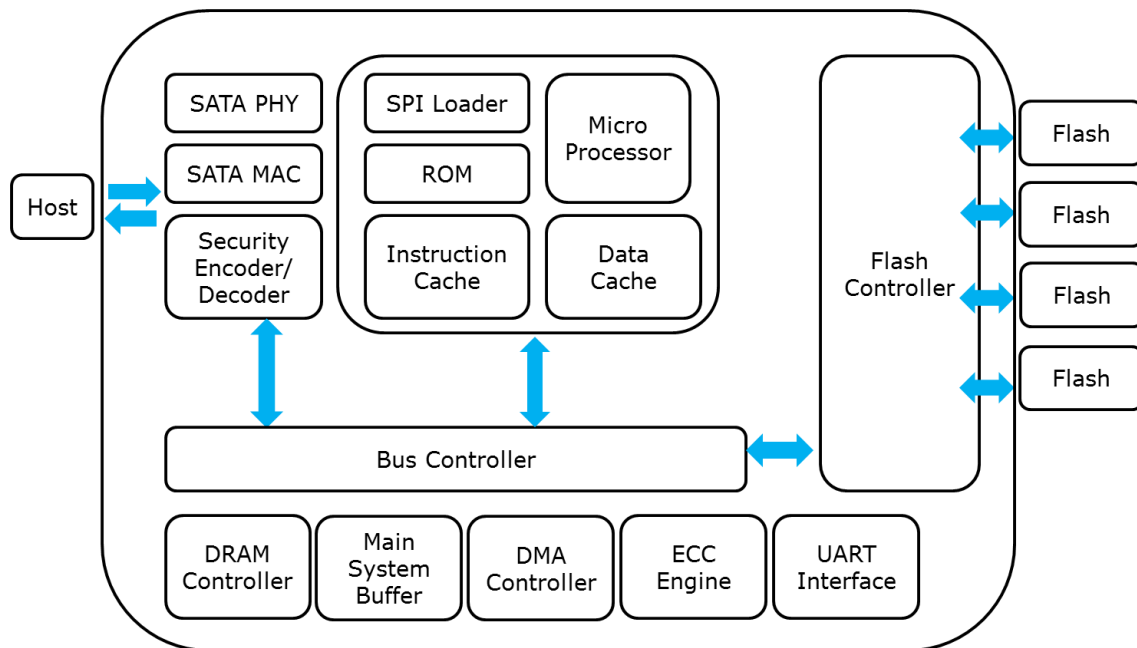 SATA PHY
SATA MAC
Host
Security
Encoder/
Decoder
SPI Loader
ROM
Micro
Processor
Instruction
Cache
Data
Cache
Flash
Controller
Flash
Flash
Flash
Flash
Bus Controller
DRAM
Controller
Main
System
Buffer
DMA
Controller
ECC
Engine
UART
Interface